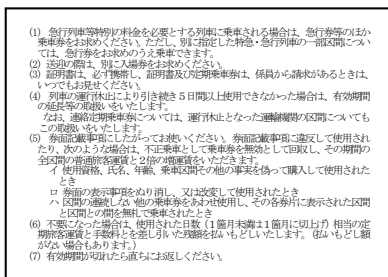 (1) 急行列車等特別の料金を必要とする列車に乗車される場合は、急行券等のほか
乗車券をお求めください。ただし、別に指定した特急・急行列車の一部区間につい
ては、急行券をお求めのうえ乗車できます。
(2) 送迎の際は、別に入場券をお求めください。
(3) 証明書は、必ず携帯し、証明書及び定期乗車券は、係員から請求があるときは、
いつでもお見せください。
(4) 列車の運行休止により引き続き5日間以上使用できなかった場合は、有効期間
の延長等の取扱いをいたします。
なお、連絡定期乗車券については、運行休止となった運輸機関の区間についても
この取扱いをいたします。
(5) 券面記載事項にしたがってお使いください。券面記載事項に違反して使用され
たり、次のような場合は、不正乗車として乗車券を無効として回収し、その期間の
全区間の普通旅客運賃と2倍の増運賃をいただきます。
イ 使用資格、氏名、年齢、乗車区間その他の事実を偽って購入して使用された
とき
ロ 券面の表示事項をぬり消し、又は改変して使用されたとき
ハ 区間の連続しない他の乗車券をあわせ使用し、その各券片に表示された区間
と区間との間を無札で乗車されたとき
(6) 不要になった場合は、使用された日数(1箇月未満は1箇月に切上げ)相当の定
期旅客運賃と手数料とを差し引いた残額を払いもどしいたします。(払いもどし額
がない場合もあります。)
(7) 有効期間が切れたら直ちにお返しください。